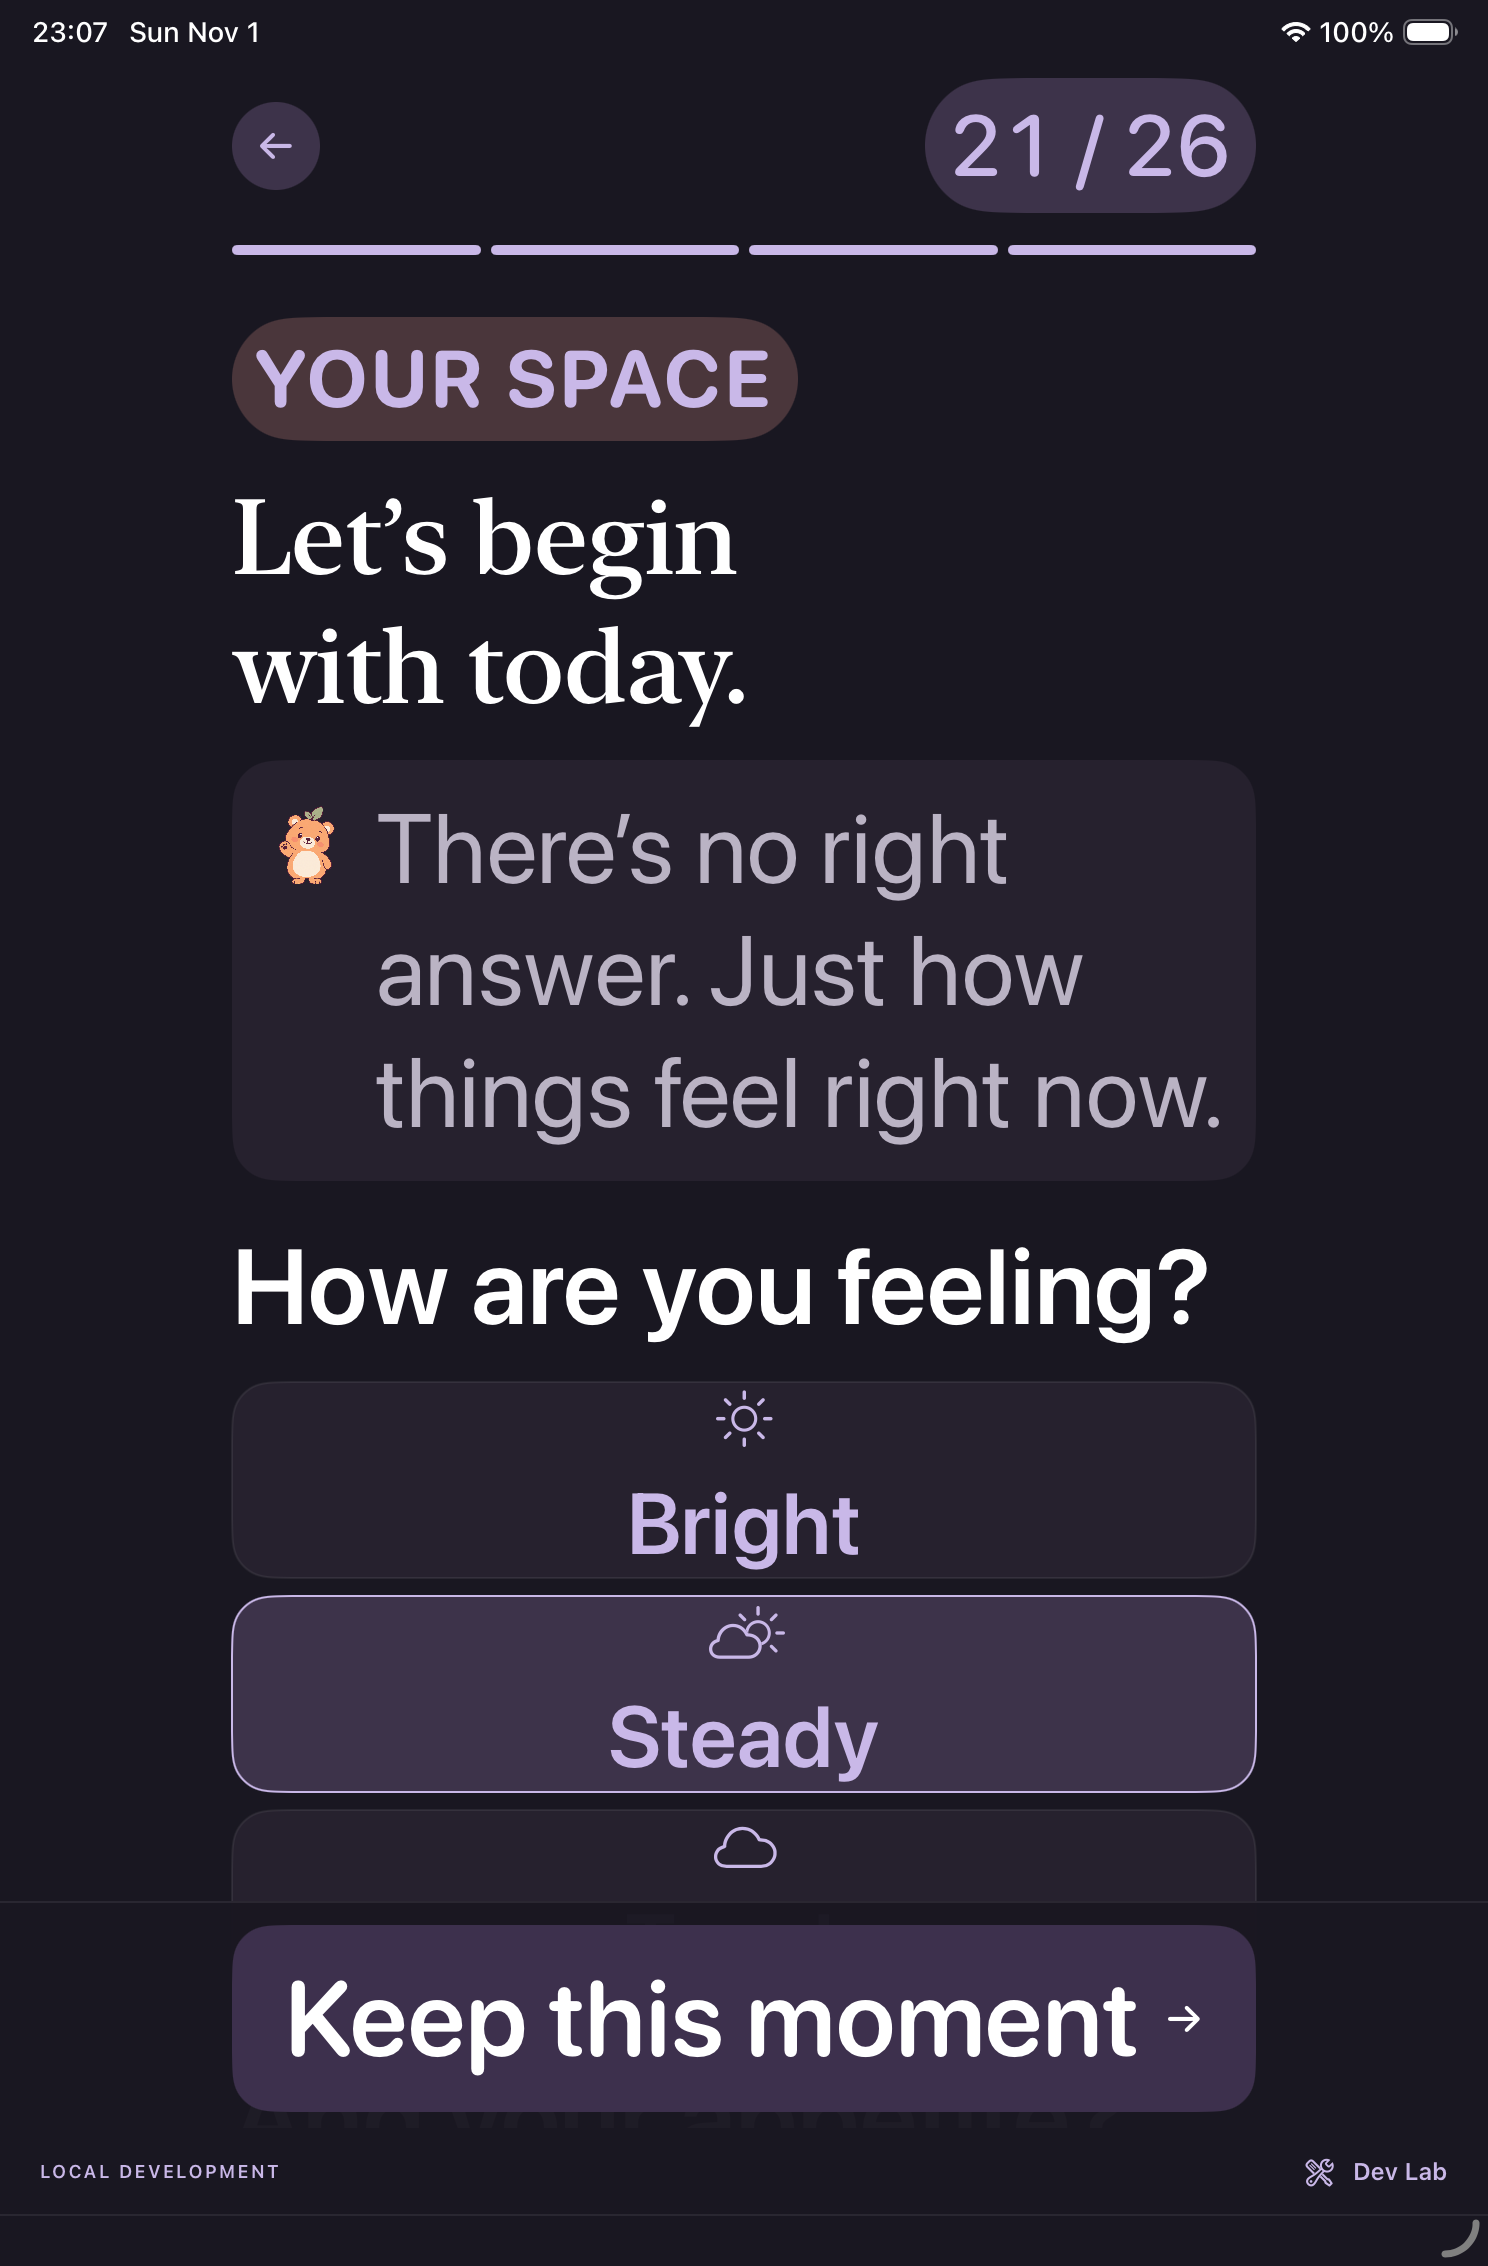 23:07 Sun Nov 1
100%
21 / 26
YOUR SPACE
Let’s begin
with today.
There’s no right
answer. Just how
things feel right now.
How are you feeling?
Bright
Steady
Keep this moment
LOCAL DEVELOPMENT
Dev Lab